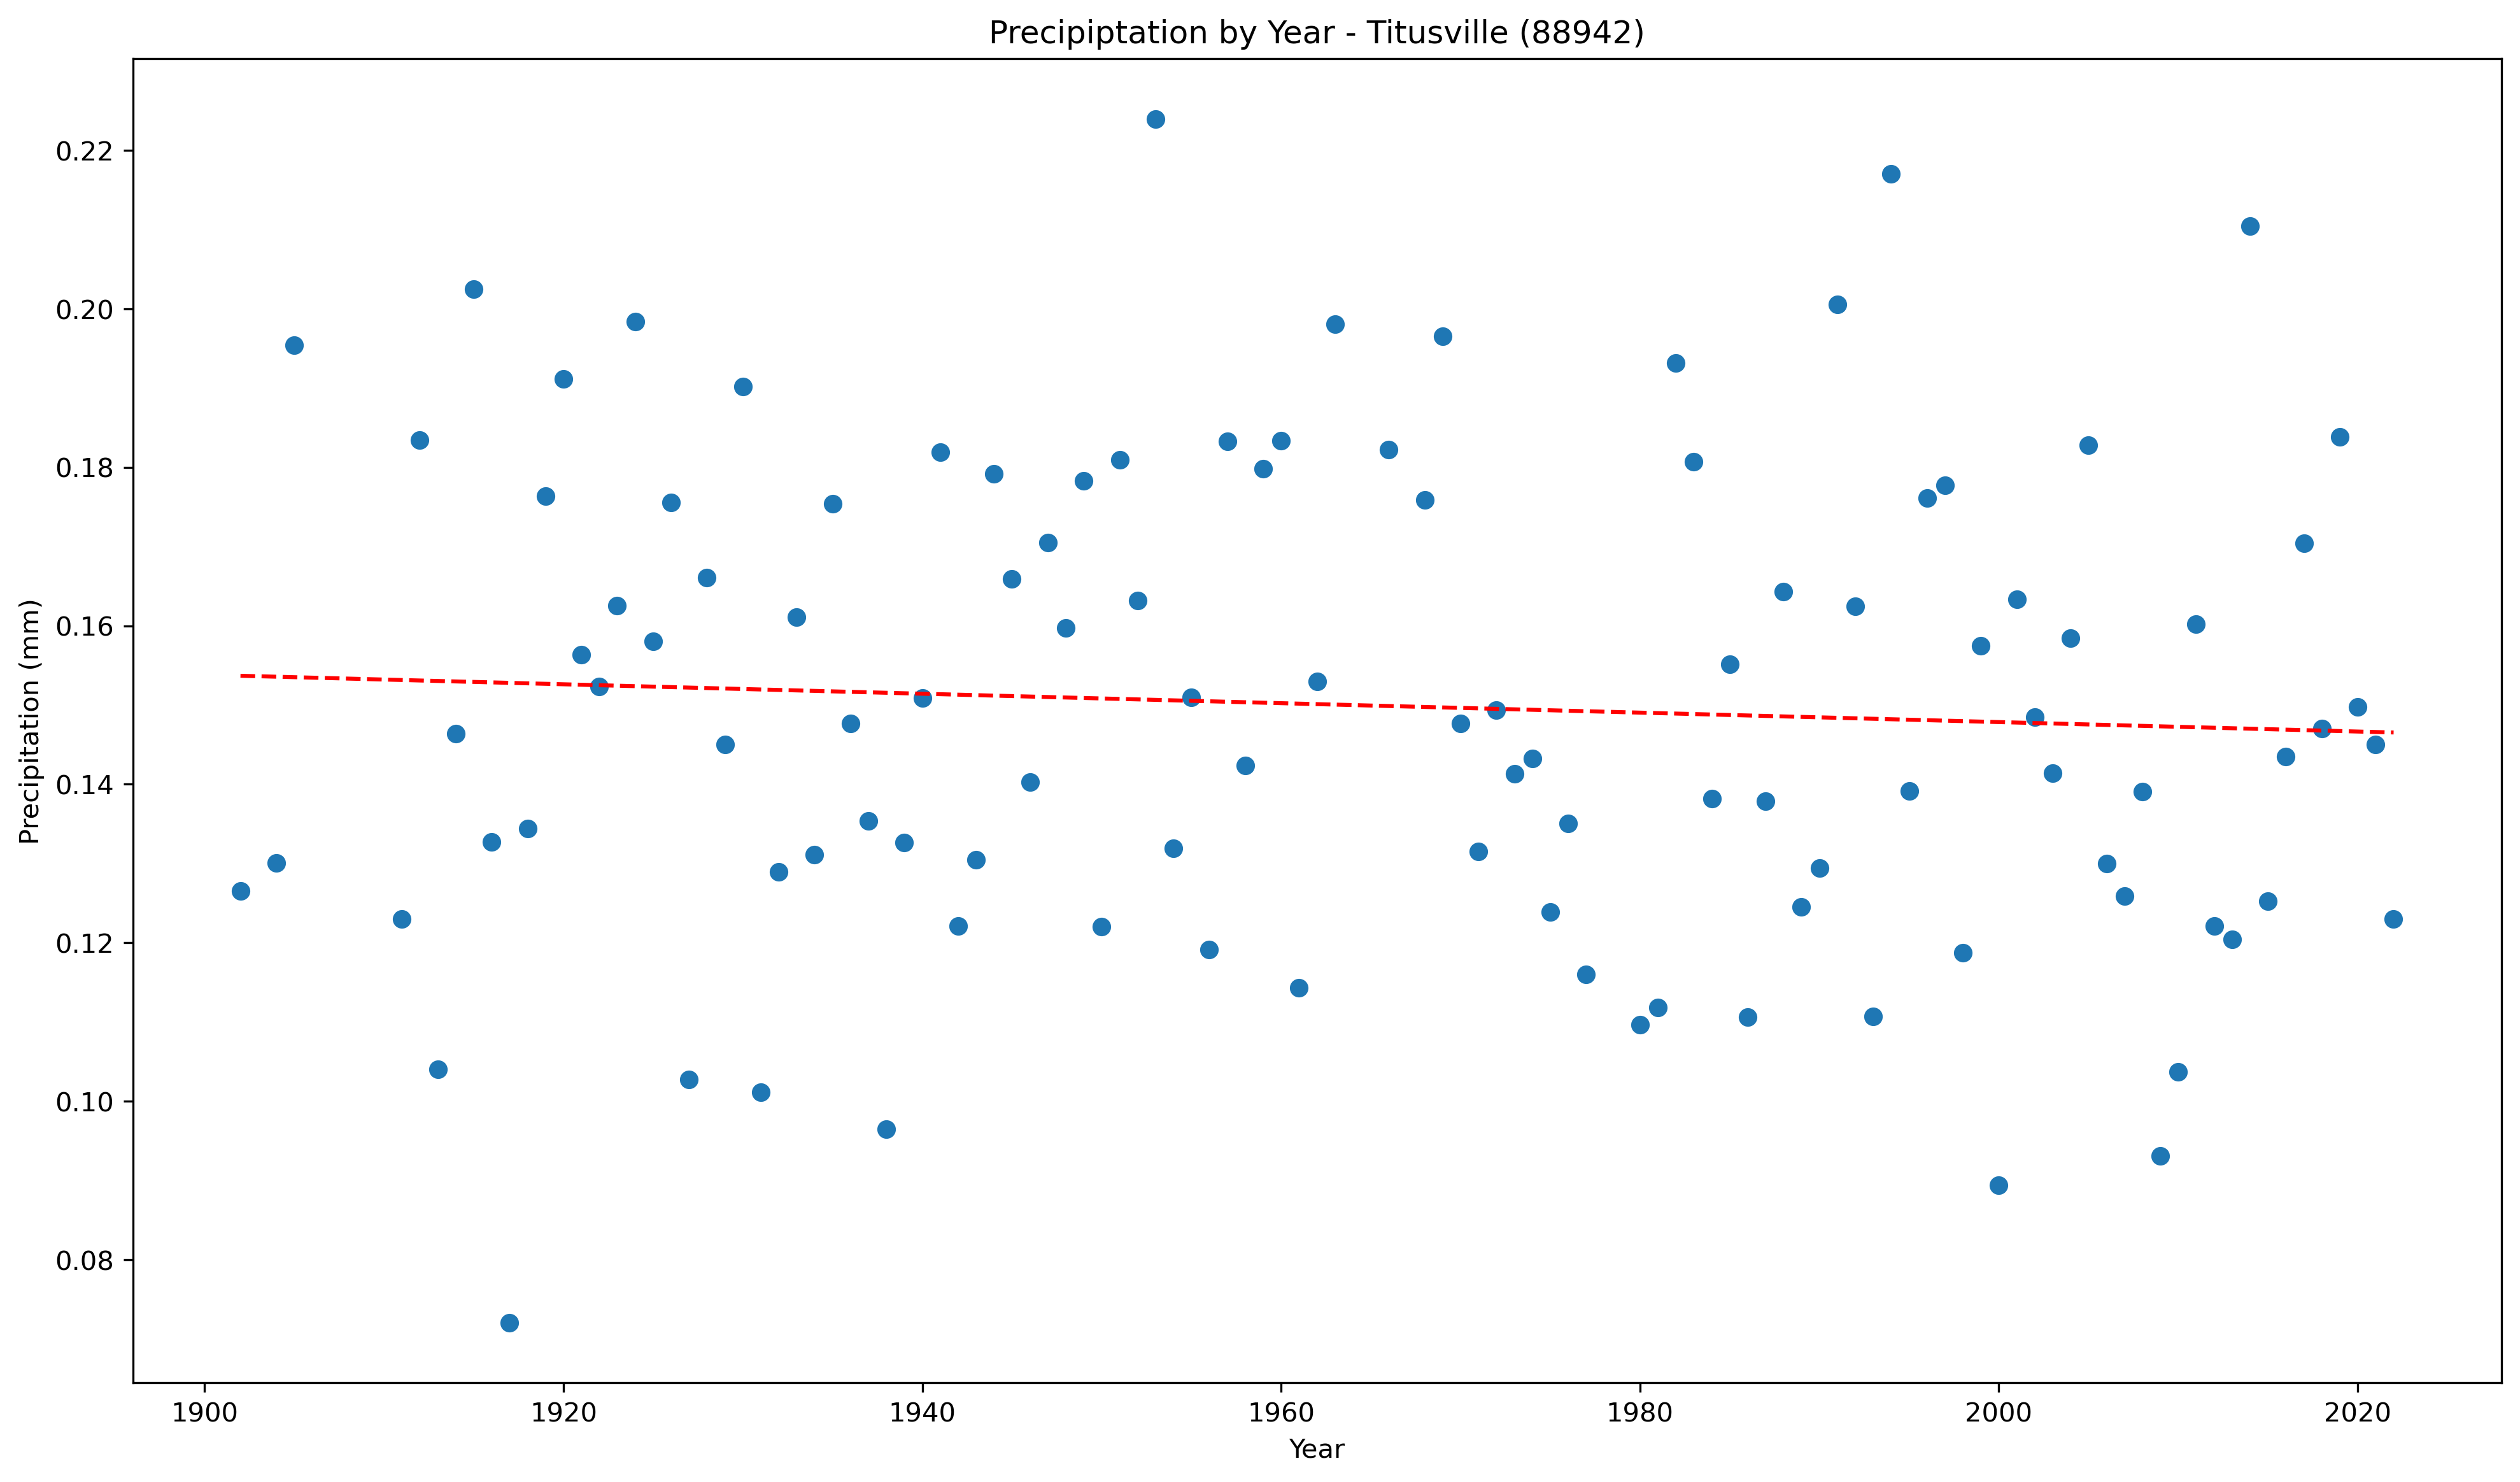 Precipiptation by Year - Titusville (88942)
Precipitation (mm)
0.22
0.20
0.18
0.16
0.14
0.12
0.10
0.08
1900 1920 1940 1960 1980 2000 2020
Year